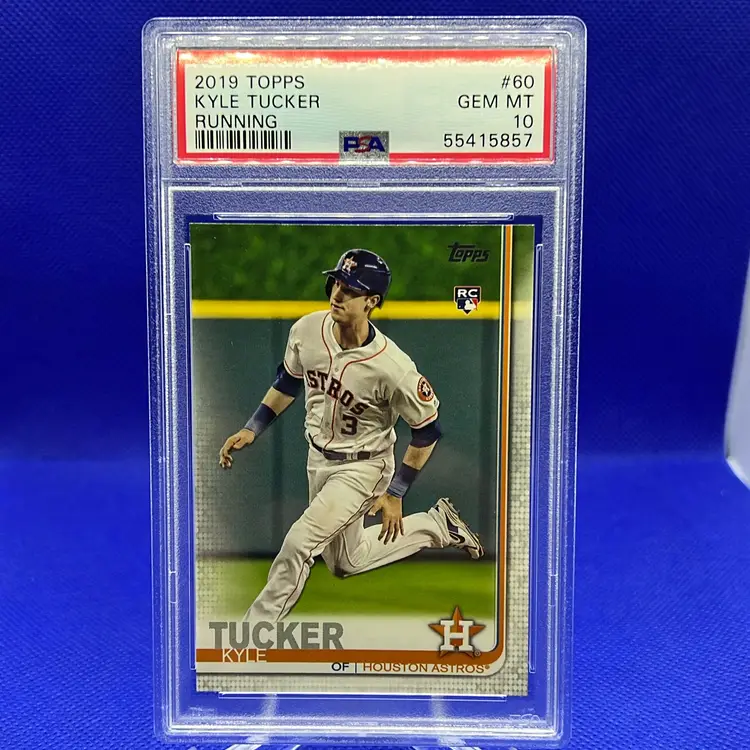 2019 TOPPS #60
KYLE TUCKER GEM MT
RUNNING 10
PSA 55415857
Topps
RC
H
ASTROS
3
H
TUCKER
KYLE
OF | HOUSTON ASTROS®